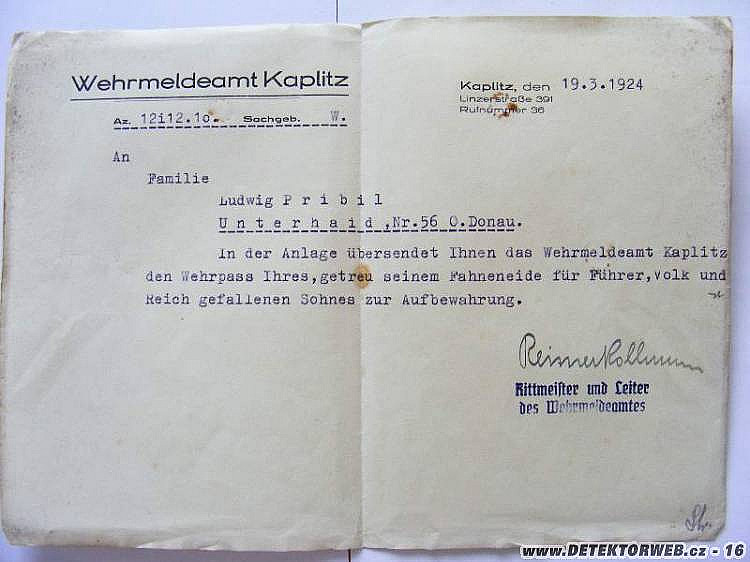 Wehrmeldeamt Kaplitz
Kaplitz, den 19.3.1924
Linzerstraße 391
Rufnummer 36
Az. 12i12.1o. Sachgeb. W.
An
Familie
Ludwig P r i b i l
U n t e r h a i d ,Nr.56 O.Donau.
In der Anlage übersendet Ihnen das Wehrmeldeamt Kaplitz
den Wehrpass Ihres,getreu seinem Fahneneide für Führer,Volk und
Reich gefallenen Sohnes zur Aufbewahrung.
Rittmeister und Leiter
des Wehrmeldeamtes
www.DETEKTORWEB.cz - 16